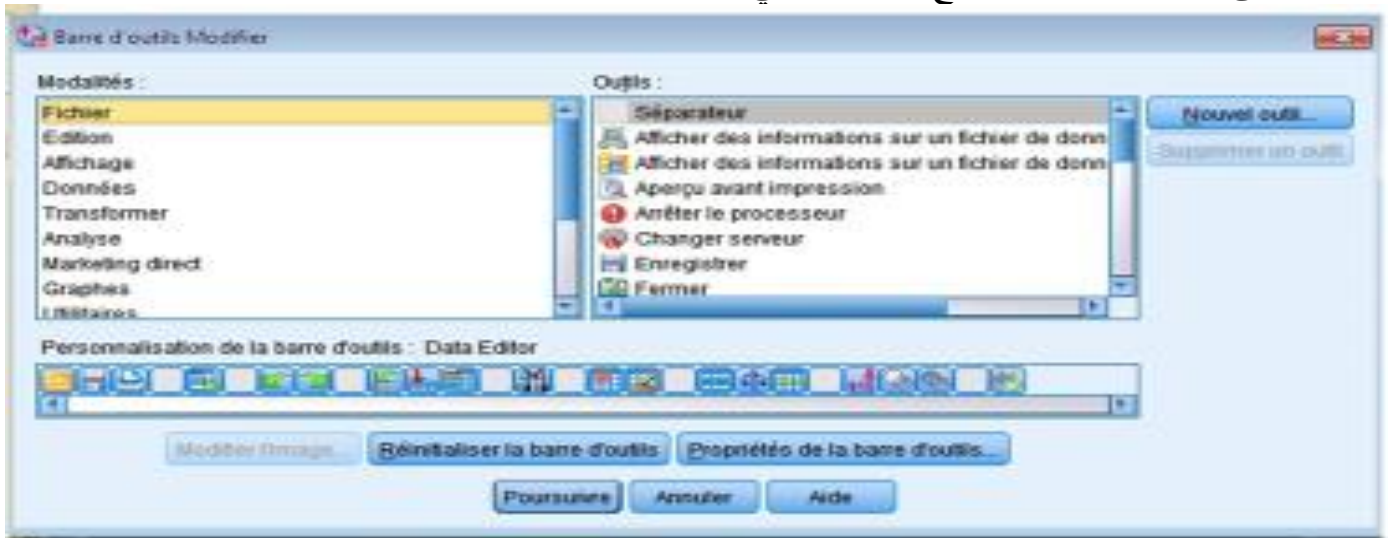 Barre d'outils Modifier
Modalités :
Fichier
Edition
Affichage
Données
Transformer
Analyse
Marketing direct
Graphes
Utilitaires
Outils :
Séparateur
Afficher des informations sur un fichier de donn
Afficher des informations sur un fichier de donn
Aperçu avant impression
Arrêter le processeur
Changer serveur
Enregistrer
Fermer
Nouvel outil...
Supprimer un outil
Personnalisation de la barre d'outils : Data Editor
Modifier l'image...
Réinitialiser la barre d'outils
Propriétés de la barre d'outils...
Poursuivre
Annuler
Aide